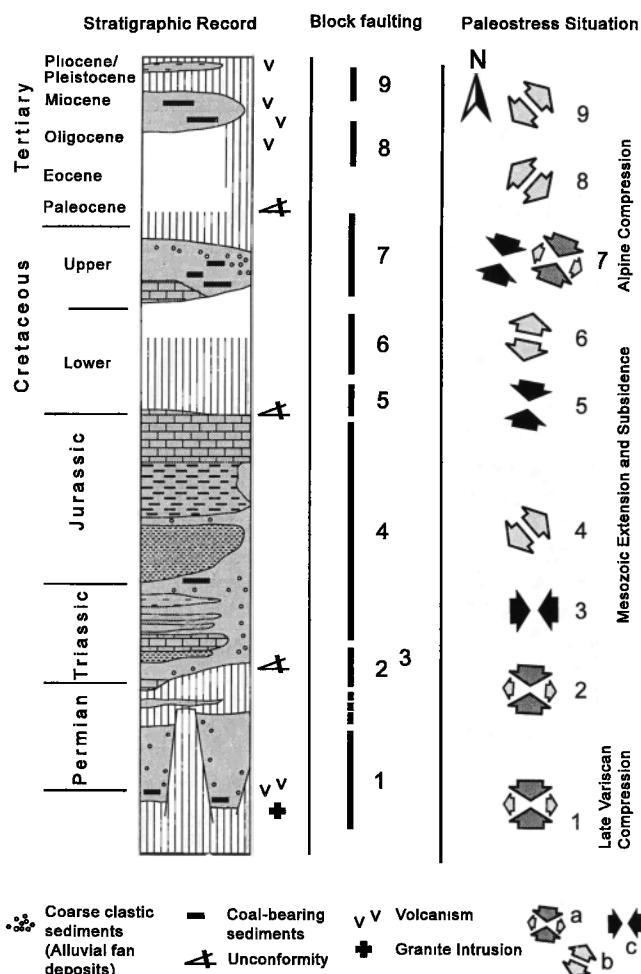 Stratigraphic Record
Block faulting
Paleostress Situation
Tertiary
Pliocene/
Pleistocene
Miocene
Oligocene
Eocene
Paleocene
Cretaceous
Upper
Lower
Jurassic
Triassic
Permian
V
V
V
V
V V
9
8
7
6
5
4
3
2
1
N
9
8
7
6
5
4
3
2
1
Alpine Compression
Mesozoic Extension and Subsidence
Late Variscan
Compression
Coarse clastic
sediments
(Alluvial fan
deposits)
Coal-bearing
sediments
Unconformity
V V Volcanism
Granite Intrusion
a
b
c